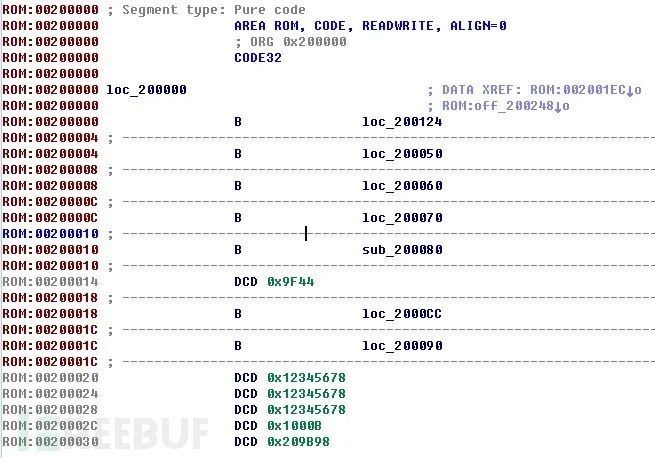 ROM:00200000 ; Segment type: Pure code
ROM:00200000 AREA ROM, CODE, READWRITE, ALIGN=0
ROM:00200000 ; ORG 0x200000
ROM:00200000 CODE32
ROM:00200000
ROM:00200000 loc_200000 ; DATA XREF: ROM:002001EC↓o
ROM:00200000 ; ROM:off_200248↓o
ROM:00200000 B loc_200124
ROM:00200004 ; ---------------------------------------------------------------------------
ROM:00200004 B loc_200050
ROM:00200008 ; ---------------------------------------------------------------------------
ROM:00200008 B loc_200060
ROM:0020000C ; ---------------------------------------------------------------------------
ROM:0020000C B loc_200070
ROM:00200010 ; ---------------------------------------------------------------------------
ROM:00200010 B sub_200080
ROM:00200010 ; ---------------------------------------------------------------------------
ROM:00200014 DCD 0x9F44
ROM:00200018 ; ---------------------------------------------------------------------------
ROM:00200018 B loc_2000CC
ROM:0020001C ; ---------------------------------------------------------------------------
ROM:0020001C B loc_200090
ROM:0020001C ; ---------------------------------------------------------------------------
ROM:00200020 DCD 0x12345678
ROM:00200024 DCD 0x12345678
ROM:00200028 DCD 0x12345678
ROM:0020002C DCD 0x1000B
ROM:00200030 DCD 0x209B98